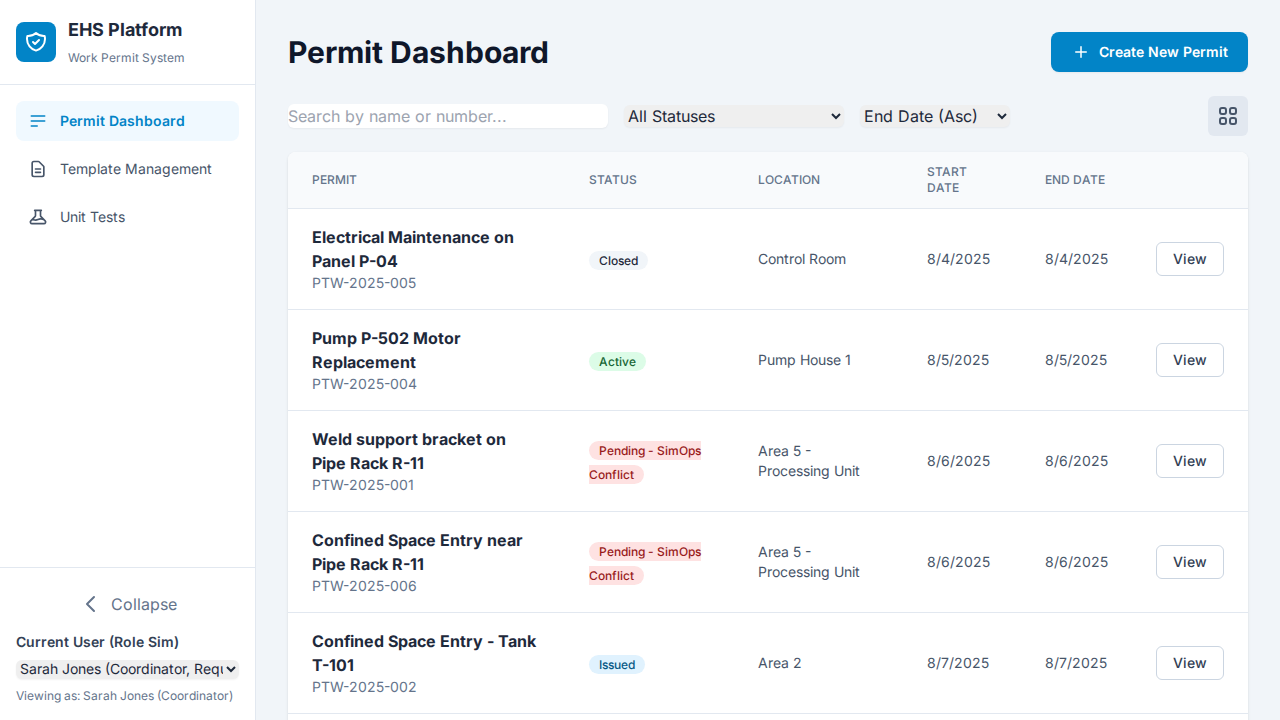 EHS Platform
Work Permit System
Permit Dashboard
Template Management
Unit Tests
Collapse
Current User (Role Sim)
Sarah Jones (Coordinator, Requ
Viewing as: Sarah Jones (Coordinator)
Permit Dashboard
Create New Permit
Search by name or number...
All Statuses
End Date (Asc)
PERMIT
STATUS
LOCATION
START
DATE
END DATE
Electrical Maintenance on
Panel P-04
PTW-2025-005
Closed
Control Room
8/4/2025
8/4/2025
View
Pump P-502 Motor
Replacement
PTW-2025-004
Active
Pump House 1
8/5/2025
8/5/2025
View
Weld support bracket on
Pipe Rack R-11
PTW-2025-001
Pending - SimOps
Conflict
Area 5 -
Processing Unit
8/6/2025
8/6/2025
View
Confined Space Entry near
Pipe Rack R-11
PTW-2025-006
Pending - SimOps
Conflict
Area 5 -
Processing Unit
8/6/2025
8/6/2025
View
Confined Space Entry - Tank
T-101
PTW-2025-002
Issued
Area 2
8/7/2025
8/7/2025
View